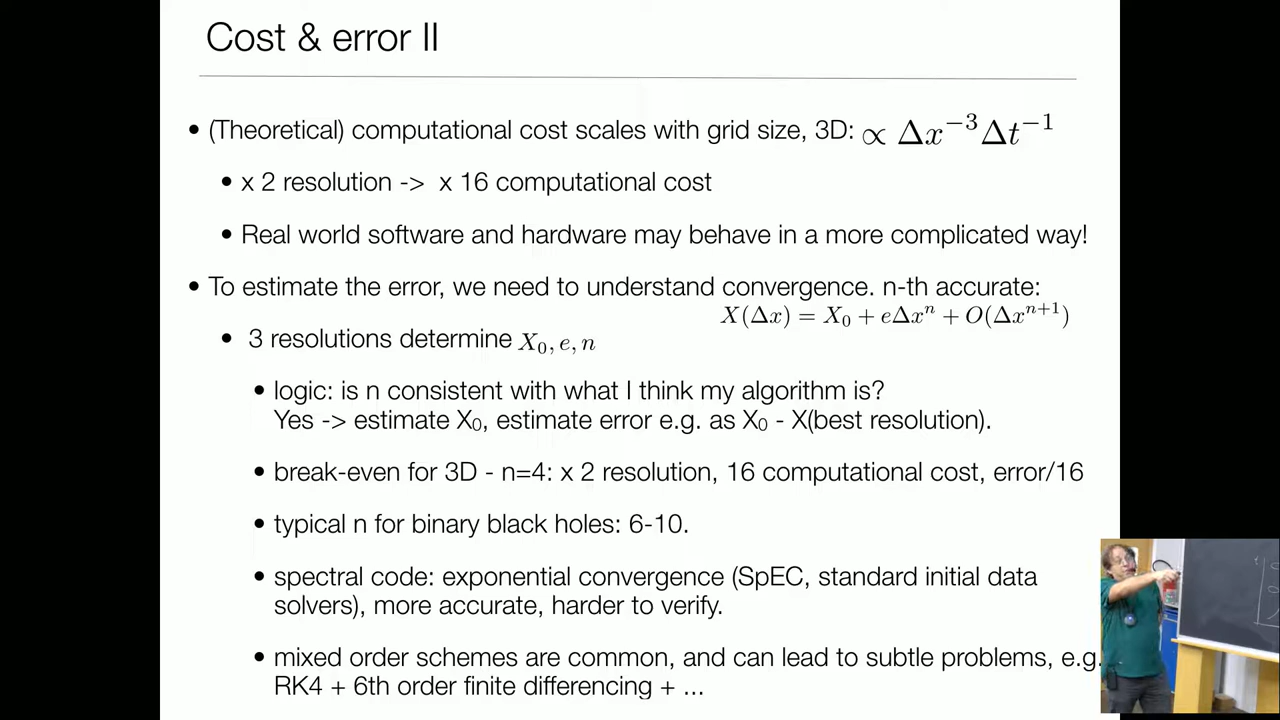 Cost & error II
• (Theoretical) computational cost scales with grid size, 3D: ∝ Δx⁻³Δt⁻¹
• x 2 resolution -> x 16 computational cost
• Real world software and hardware may behave in a more complicated way!
• To estimate the error, we need to understand convergence. n-th accurate:
X(Δx) = X₀ + eΔxⁿ + O(Δxⁿ⁺¹)
• 3 resolutions determine X₀, e, n
• logic: is n consistent with what I think my algorithm is?
Yes -> estimate X₀, estimate error e.g. as X₀ - X(best resolution).
• break-even for 3D - n=4: x 2 resolution, 16 computational cost, error/16
• typical n for binary black holes: 6-10.
• spectral code: exponential convergence (SpEC, standard initial data
solvers), more accurate, harder to verify.
• mixed order schemes are common, and can lead to subtle problems, e.g.
RK4 + 6th order finite differencing + ...